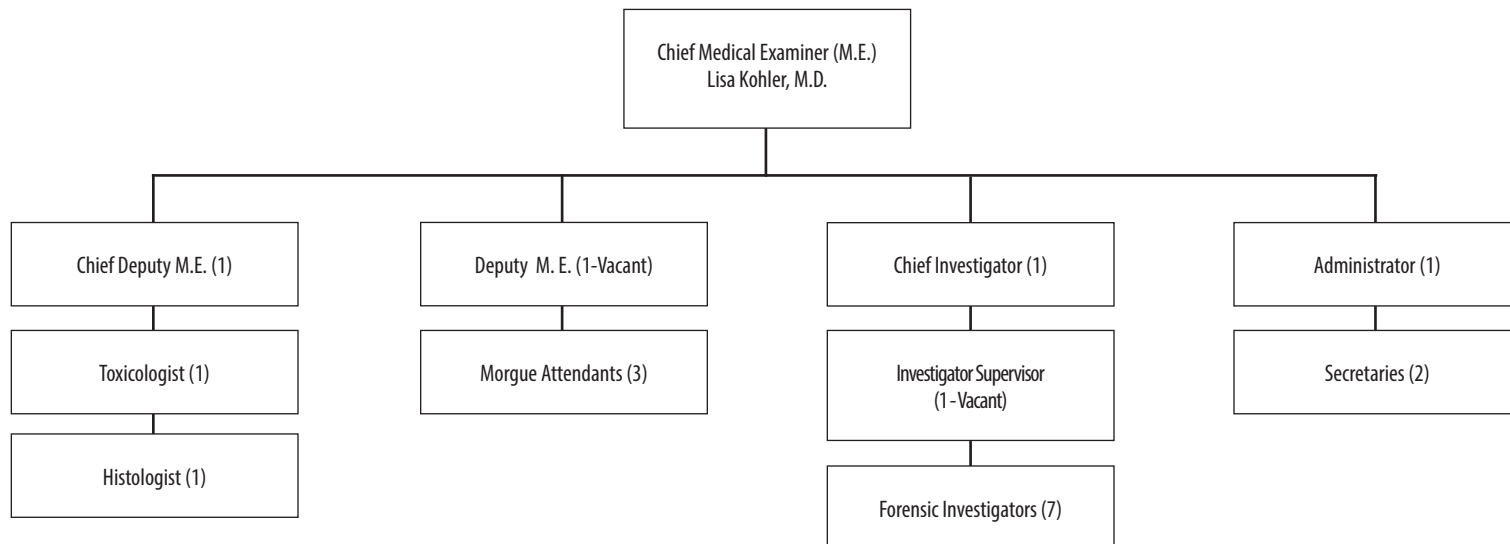 Chief Medical Examiner (M.E.)
Lisa Kohler, M.D.
Chief Deputy M.E. (1)
Deputy M. E. (1-Vacant)
Chief Investigator (1)
Administrator (1)
Toxicologist (1)
Morgue Attendants (3)
Investigator Supervisor
(1 - Vacant)
Secretaries (2)
Histologist (1)
Forensic Investigators (7)